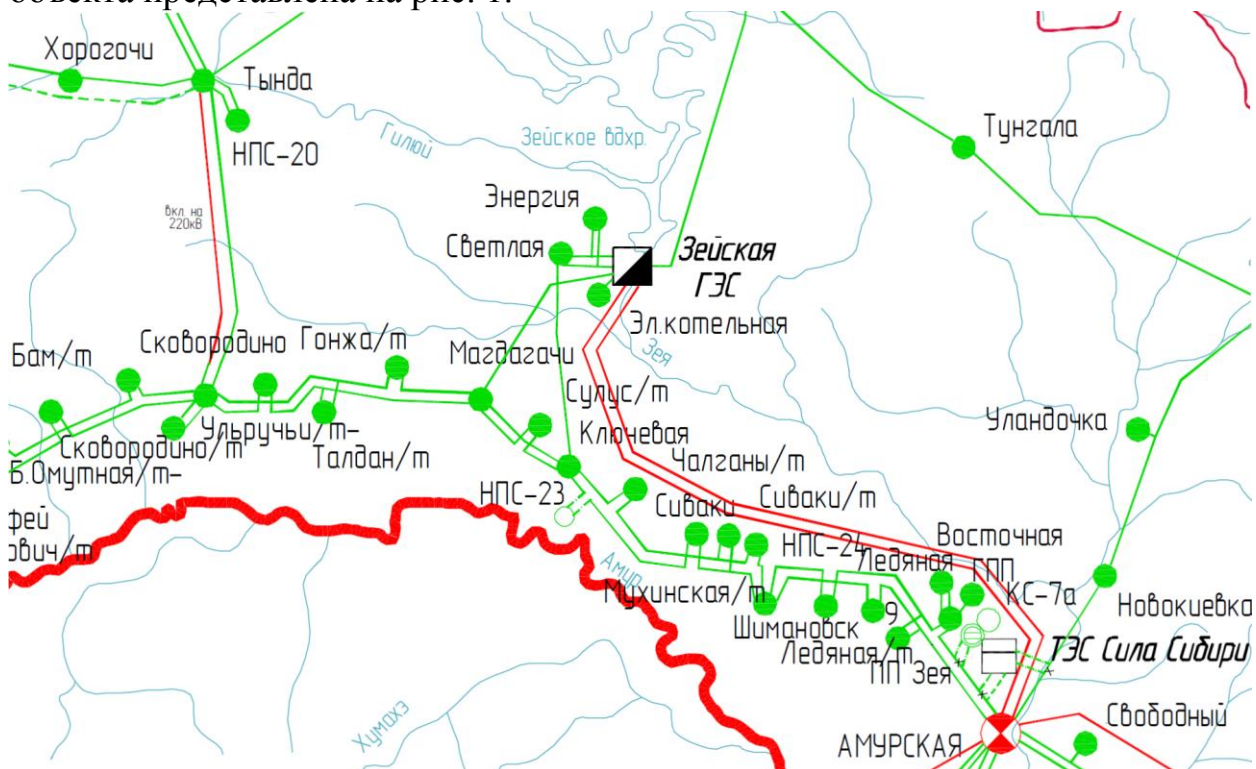 объекта представлена на рис. 1.
Хорогочи
Тында
НПС-20
Гилюй
Зейское вдхр.
Тунгала
вкл. на
220кВ
Энергия
Светлая
Зейская
ГЭС
Эл.котельная
Зея
Бам/т
Сковородино
Гонжа/т
Магдагачи
Сулус/т
Ключевая
Уландочка
Ульручьи/т-
Сковородино/т
Талдан/т
Б.Омутная/т-
Чалганы/т
НПС-23
Сиваки
Сиваки/т
фей
ович/т
Амур
НПС-24
Восточная
Ледяная
ГПП
КС-7а
Мухинская/т
Шимановск
9
Новокиевка
Ледяная/т
ПП Зея
ТЭС Сила Сибири
Хумахэ
АМУРСКАЯ
Свободный